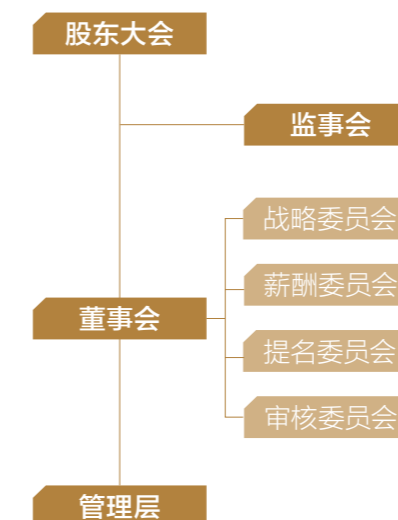 股东大会
监事会
战略委员会
薪酬委员会
董事会
提名委员会
审核委员会
管理层